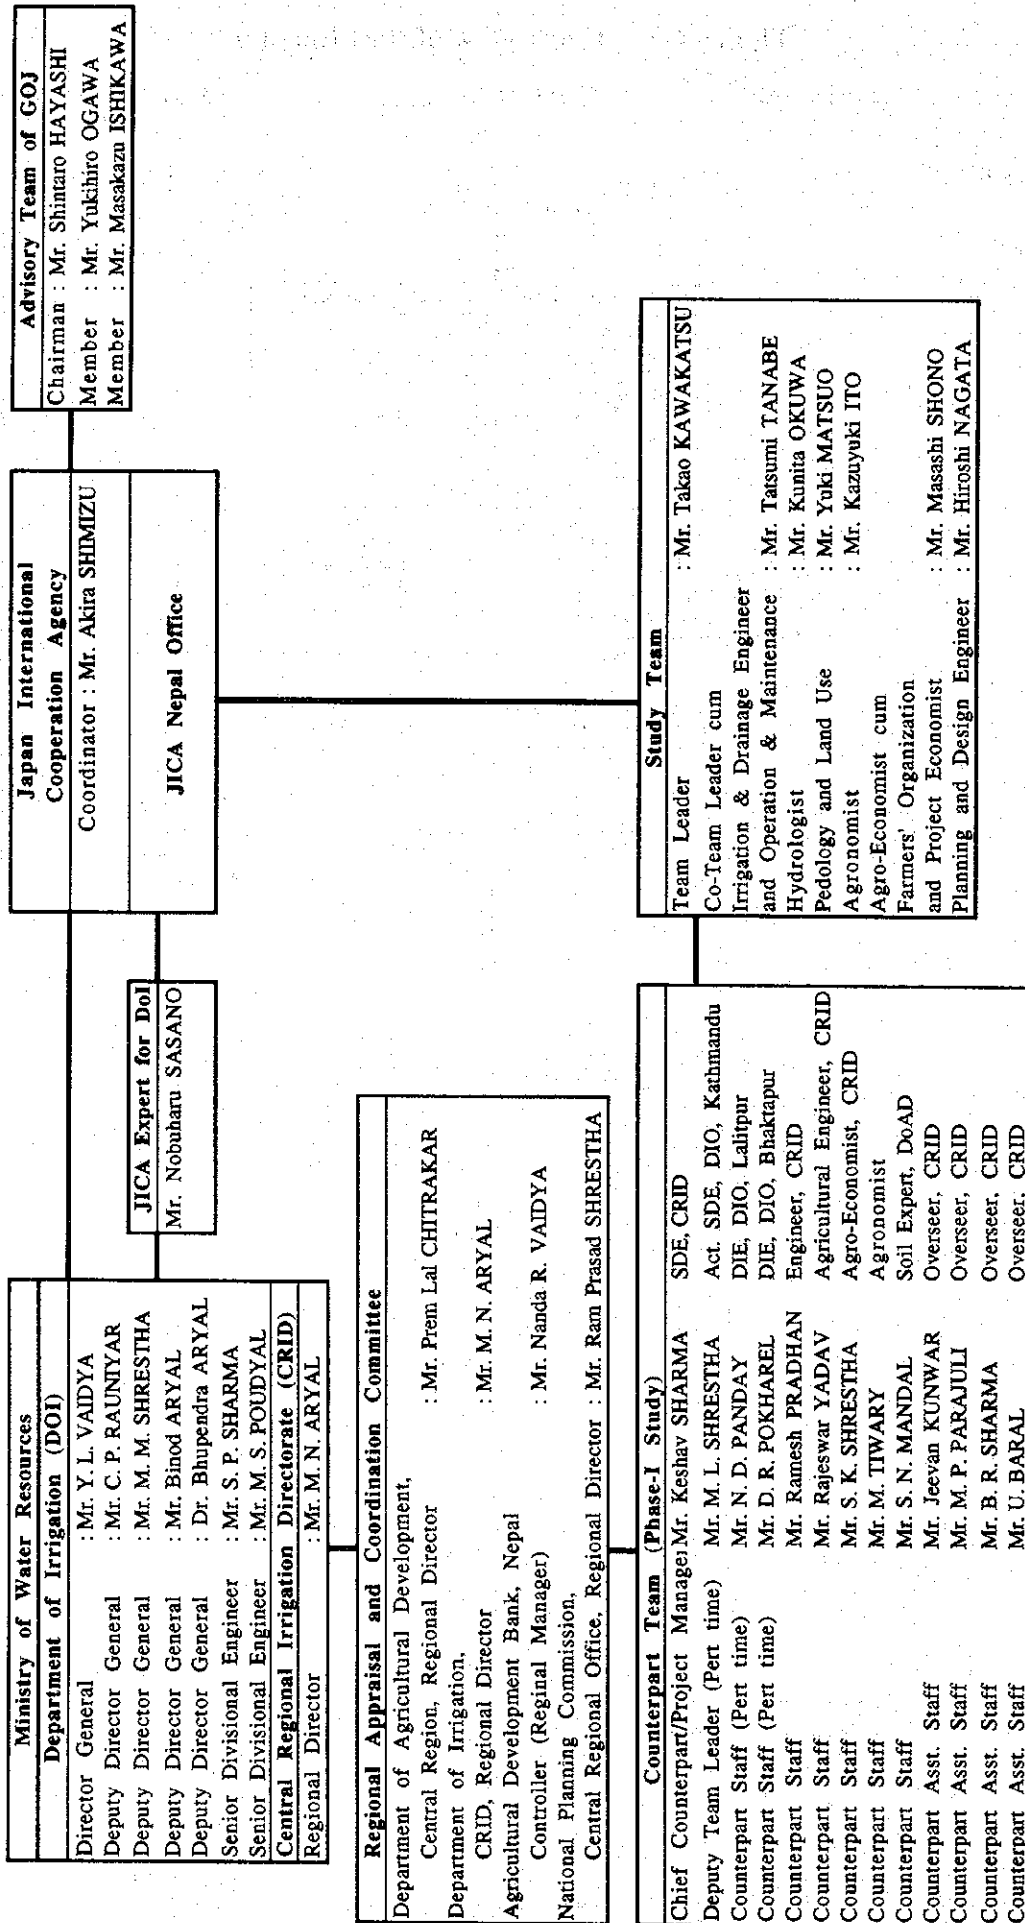 Ministry of Water Resources
Department of Irrigation (DOI)
Director General : Mr. Y. L. VAIDYA
Deputy Director General : Mr. C. P. RAUNIYAR
Deputy Director General : Mr. M. M. SHRESTHA
Deputy Director General : Mr. Binod ARYAL
Deputy Director General : Dr. Bhupendra ARYAL
Senior Divisional Engineer : Mr. S. P. SHARMA
Senior Divisional Engineer : Mr. M. S. POUDYAL
Central Regional Irrigation Directorate (CRID)
Regional Director : Mr. M. N. ARYAL
JICA Expert for DoI
Mr. Nobuharu SASANO
Japan International
Cooperation Agency
Coordinator : Mr. Akira SHIMIZU
JICA Nepal Office
Advisory Team of GOJ
Chairman : Mr. Shintaro HAYASHI
Member : Mr. Yukihiro OGAWA
Member : Mr. Masakazu ISHIKAWA
Regional Appraisal and Coordination Committee
Department of Agricultural Development,
Central Region, Regional Director : Mr. Prem Lal CHITRAKAR
Department of Irrigation,
CRID, Regional Director : Mr. M. N. ARYAL
Agricultural Development Bank, Nepal
Controller (Reginal Manager) : Mr. Nanda R. VAIDYA
National Planning Commission,
Central Regional Office, Regional Director : Mr. Ram Prasad SHRESTHA
Counterpart Team (Phase-I Study)
Chief Counterpart/Project Manager Mr. Keshav SHARMA SDE, CRID
Deputy Team Leader (Pert time) Mr. M. L. SHRESTHA Act. SDE, DIO, Kathmandu
Counterpart Staff (Pert time) Mr. N. D. PANDAY DIE, DIO, Lalitpur
Counterpart Staff (Pert time) Mr. D. R. POKHAREL DIE, DIO, Bhaktapur
Counterpart Staff Mr. Ramesh PRADHAN Engineer, CRID
Counterpart Staff Mr. Rajeswar YADAV Agricultural Engineer, CRID
Counterpart Staff Mr. S. K. SHRESTHA Agro-Economist, CRID
Counterpart Staff Mr. M. TIWARY Agronomist
Counterpart Staff Mr. S. N. MANDAL Soil Expert, DoAD
Counterpart Asst. Staff Mr. Jeevan KUNWAR Overseer, CRID
Counterpart Asst. Staff Mr. M. P. PARAJULI Overseer, CRID
Counterpart Asst. Staff Mr. B. R. SHARMA Overseer, CRID
Counterpart Asst. Staff Mr. U. BARAL Overseer, CRID
Study Team
Team Leader : Mr. Takao KAWAKATSU
Co-Team Leader cum
Irrigation & Drainage Engineer
and Operation & Maintenance : Mr. Tatsumi TANABE
Hydrologist : Mr. Kunita OKUWA
Pedology and Land Use : Mr. Yuki MATSUO
Agronomist : Mr. Kazuyuki ITO
Agro-Economist cum
Farmers' Organization
and Project Economist : Mr. Masashi SHONO
Planning and Design Engineer : Mr. Hiroshi NAGATA